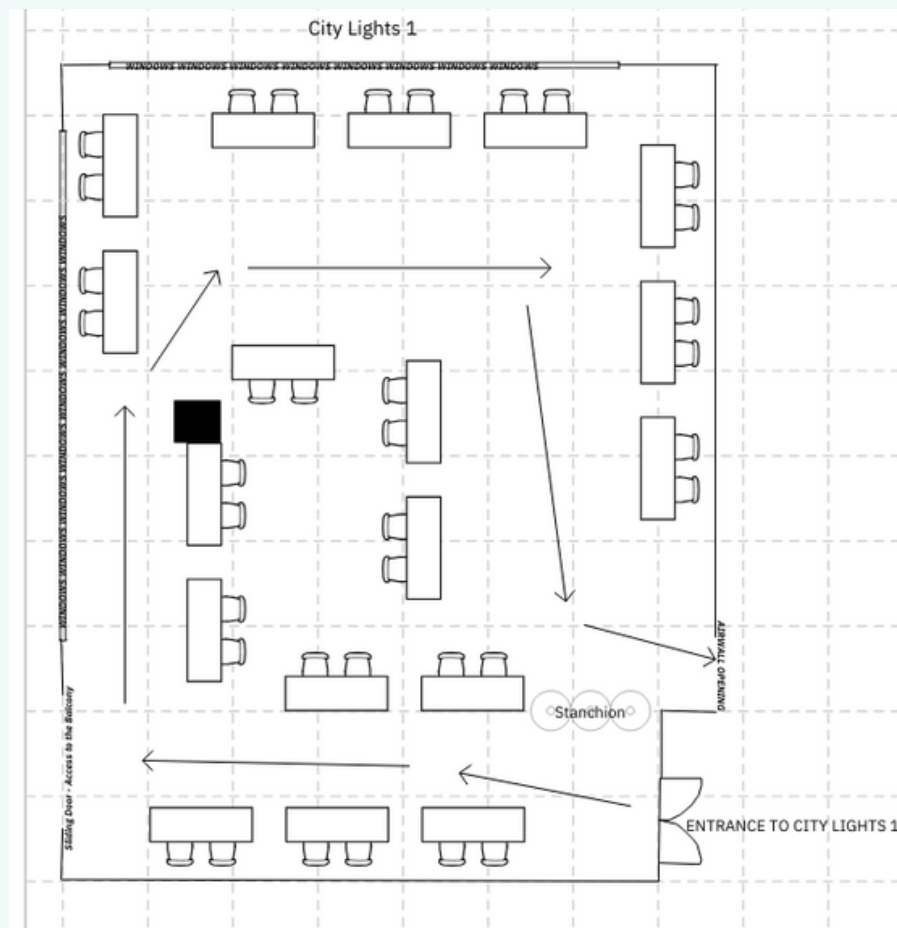 City Lights 1
WINDOWS WINDOWS WINDOWS WINDOWS WINDOWS WINDOWS WINDOWS WINDOWS
WINDOWS WINDOWS WINDOWS WINDOWS WINDOWS WINDOWS WINDOWS WINDOWS
AIRWALL OPENING
Sliding Door - Access to the Balcony
Stanchion
ENTRANCE TO CITY LIGHTS 1